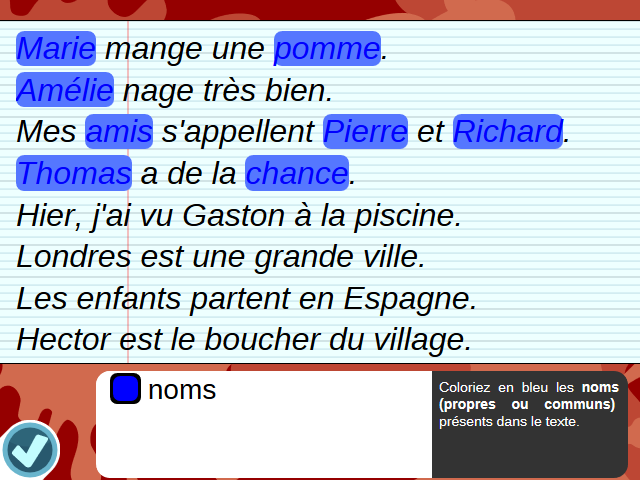 Marie mange une pomme.
Amélie nage très bien.
Mes amis s'appellent Pierre et Richard.
Thomas a de la chance.
Hier, j'ai vu Gaston à la piscine.
Londres est une grande ville.
Les enfants partent en Espagne.
Hector est le boucher du village.
noms
Coloriez en bleu les noms
(propres ou communs)
présents dans le texte.